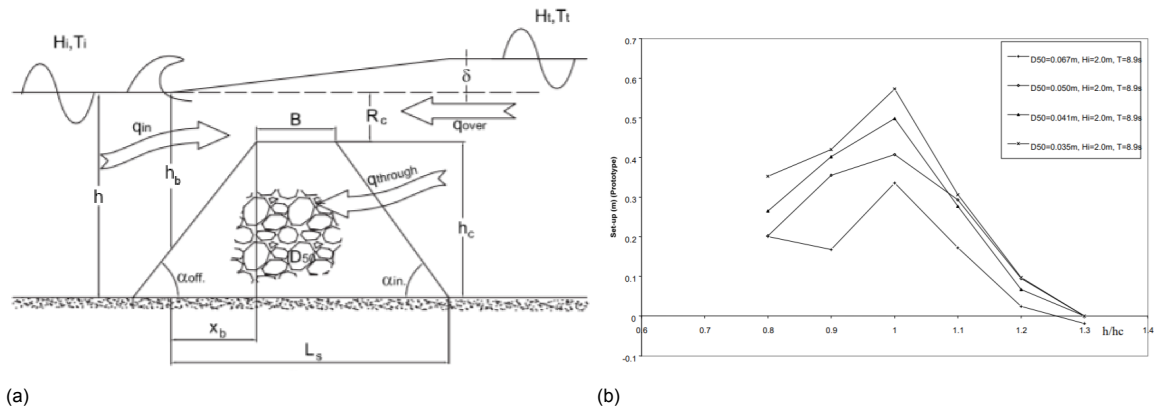 Hi,Ti
Ht,Tt
δ
Rc
qover
B
qin
hb
h
qthrough
hc
D50
αoff.
αin.
xb
Ls
(a)
0.7
0.6
0.5
0.4
0.3
0.2
0.1
0
-0.1
Set-up (m) (Prototype)
0.6
0.7
0.8
0.9
1
1.1
1.2
1.3
1.4
h/hc
D50=0.067m, Hi=2.0m, T=8.9s
D50=0.050m, Hi=2.0m, T=8.9s
D50=0.041m, Hi=2.0m, T=8.9s
D50=0.035m, Hi=2.0m, T=8.9s
(b)